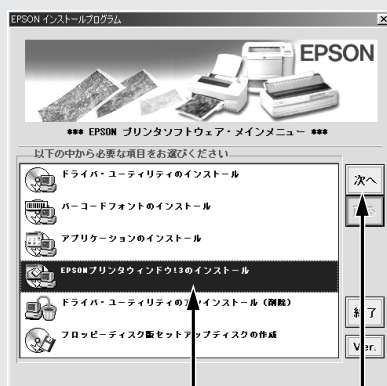 EPSON インストールプログラム
EPSON
*** EPSON プリンタソフトウェア・メインメニュー ***
以下の中から必要な項目をお選びください
ドライバ・ユーティリティのインストール
次へ
バーコードフォントのインストール
アプリケーションのインストール
EPSONプリンタウィンドウ!3のインストール
ドライバ・ユーティリティのアンインストール（削除）
終了
フロッピーディスク版セットアップディスクの作成
Ver.